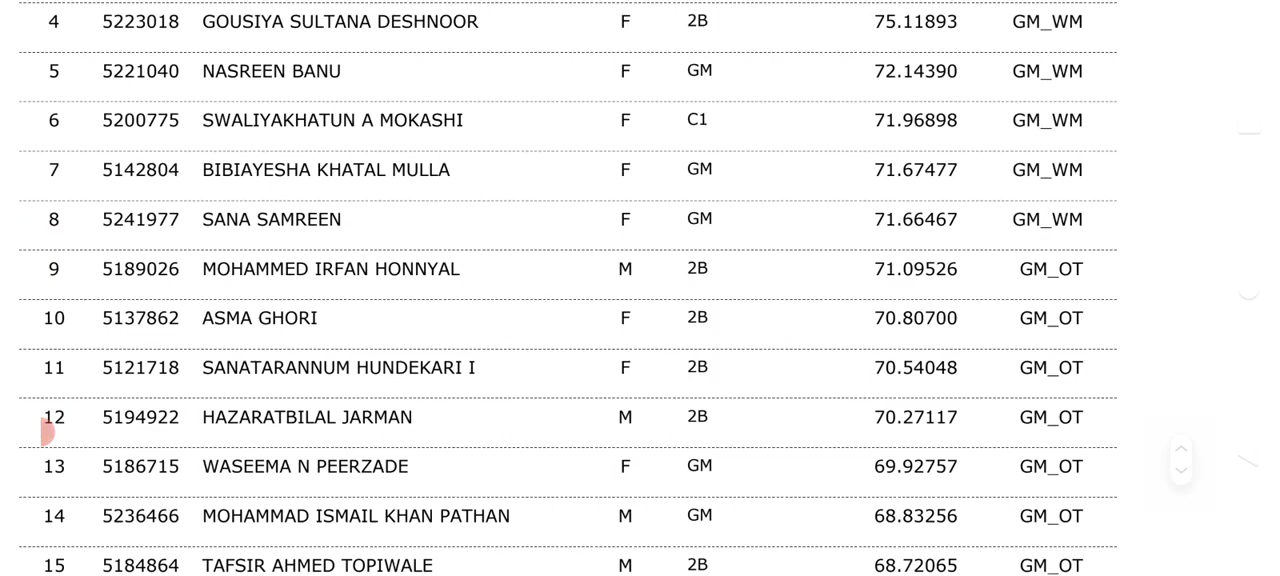 4 5223018 GOUSIYA SULTANA DESHNOOR F 2B 75.11893 GM_WM
5 5221040 NASREEN BANU F GM 72.14390 GM_WM
6 5200775 SWALIYAKHATUN A MOKASHI F C1 71.96898 GM_WM
7 5142804 BIBIAYESHA KHATAL MULLA F GM 71.67477 GM_WM
8 5241977 SANA SAMREEN F GM 71.66467 GM_WM
9 5189026 MOHAMMED IRFAN HONNYAL M 2B 71.09526 GM_OT
10 5137862 ASMA GHORI F 2B 70.80700 GM_OT
11 5121718 SANATARANNUM HUNDEKARI I F 2B 70.54048 GM_OT
12 5194922 HAZARATBILAL JARMAN M 2B 70.27117 GM_OT
13 5186715 WASEEMA N PEERZADE F GM 69.92757 GM_OT
14 5236466 MOHAMMAD ISMAIL KHAN PATHAN M GM 68.83256 GM_OT
15 5184864 TAFSIR AHMED TOPIWALE M 2B 68.72065 GM_OT